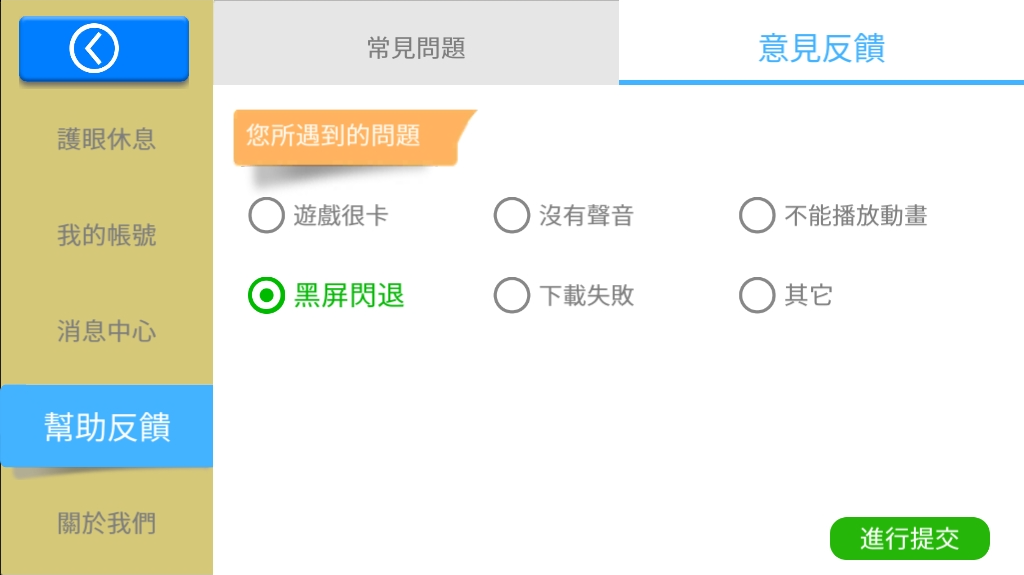 常見問題
意見反饋
護眼休息
我的帳號
消息中心
幫助反饋
關於我們
您所遇到的問題
遊戲很卡
沒有聲音
不能播放動畫
黑屏閃退
下載失敗
其它
進行提交